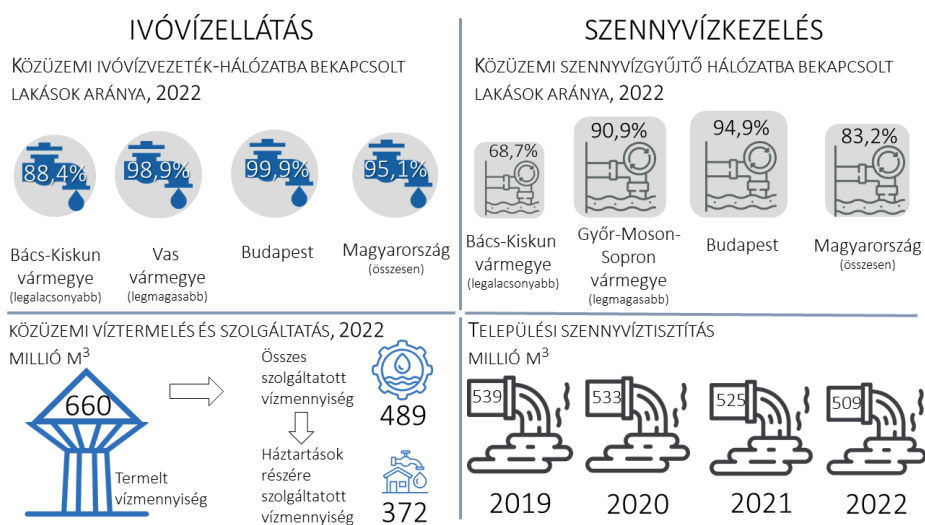 IVÓVÍZELLÁTÁS
KÖZÜZEMI IVÓVÍZVEZETÉK-HÁLÓZATBA BEKAPCSOLT
LAKÁSOK ARÁNYA, 2022
88,4%
98,9%
99,9%
95,1%
Bács-Kiskun
vármegye
(legalacsonyabb)
Vas
vármegye
(legmagasabb)
Budapest
Magyarország
(összesen)
SZENNYVÍZKEZELÉS
KÖZÜZEMI SZENNYVÍZGYŰJTŐ HÁLÓZATBA BEKAPCSOLT
LAKÁSOK ARÁNYA, 2022
68,7%
90,9%
94,9%
83,2%
Bács-Kiskun
vármegye
(legalacsonyabb)
Győr-Moson-
Sopron
vármegye
(legmagasabb)
Budapest
Magyarország
(összesen)
KÖZÜZEMI VÍZTERMELÉS ÉS SZOLGÁLTATÁS, 2022
MILLIÓ M³
660
Termelt
vízmennyiség
Összes
szolgáltatott
vízmennyiség
489
Háztartások
részére
szolgáltatott
vízmennyiség
372
TELEPÜLÉSI SZENNYVÍZTISZTÍTÁS
MILLIÓ M³
539
533
525
509
2019
2020
2021
2022